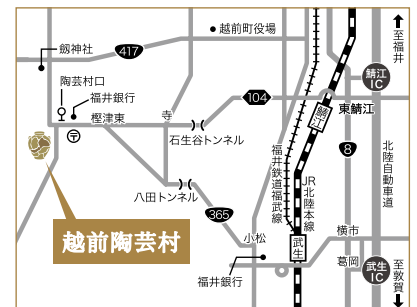 越前町役場
至福井
劔神社
417
鯖江
IC
陶芸村口
福井銀行
104
東鯖江
鯖江
樫津東
寺
〒
石生谷トンネル
8
北陸自動車道
福井鉄道福武線
JR北陸本線
八田トンネル
365
越前陶芸村
小松
武生
横市
福井銀行
葛岡
武生
IC
至敦賀